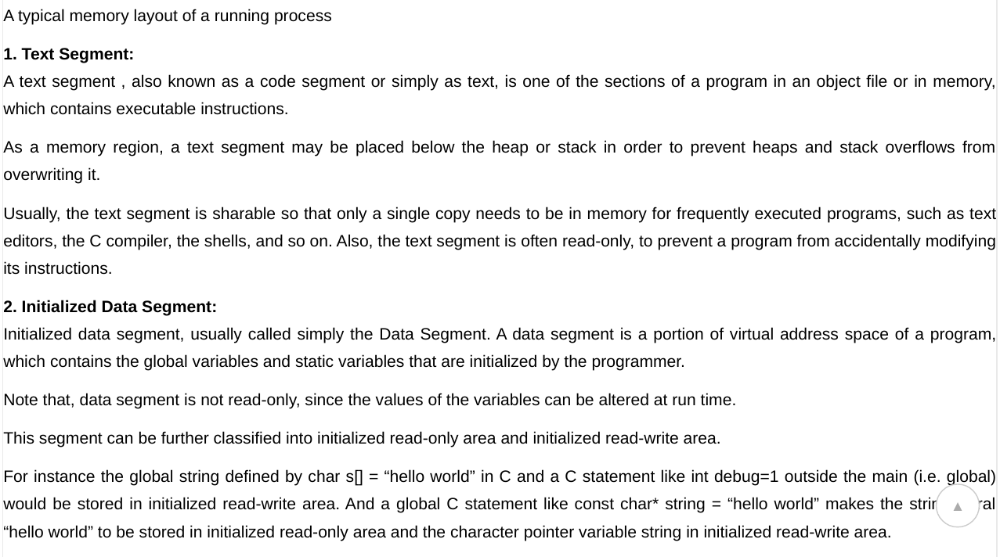 A typical memory layout of a running process
1. Text Segment:
A text segment , also known as a code segment or simply as text, is one of the sections of a program in an object file or in memory,
which contains executable instructions.
As a memory region, a text segment may be placed below the heap or stack in order to prevent heaps and stack overflows from
overwriting it.
Usually, the text segment is sharable so that only a single copy needs to be in memory for frequently executed programs, such as text
editors, the C compiler, the shells, and so on. Also, the text segment is often read-only, to prevent a program from accidentally modifying
its instructions.
2. Initialized Data Segment:
Initialized data segment, usually called simply the Data Segment. A data segment is a portion of virtual address space of a program,
which contains the global variables and static variables that are initialized by the programmer.
Note that, data segment is not read-only, since the values of the variables can be altered at run time.
This segment can be further classified into initialized read-only area and initialized read-write area.
For instance the global string defined by char s[] = “hello world” in C and a C statement like int debug=1 outside the main (i.e. global)
would be stored in initialized read-write area. And a global C statement like const char* string = “hello world” makes the
“hello world” to be stored in initialized read-only area and the character pointer variable string in initialized read-write area.